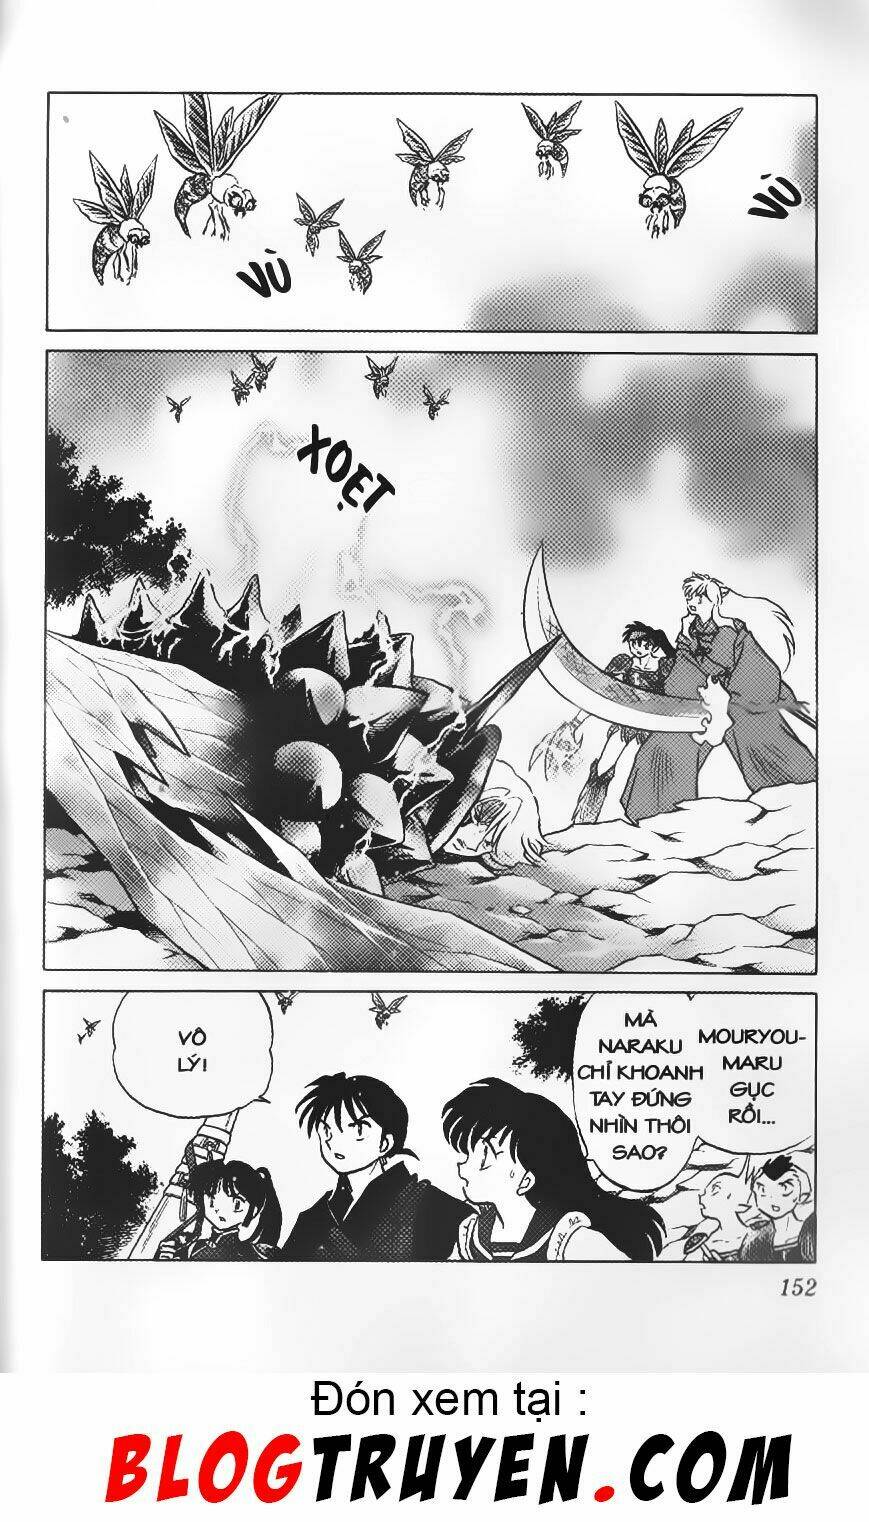 VÙ
VÙ
XOẸT
MOURYOU-
MARU
GỤC
RỒI...
MÀ
NARAKU
CHỈ KHOANH
TAY ĐỨNG
NHÌN THÔI
SAO?
VÔ
LÝ!
152
Đón xem tại :
BLOGTRUYEN.COM